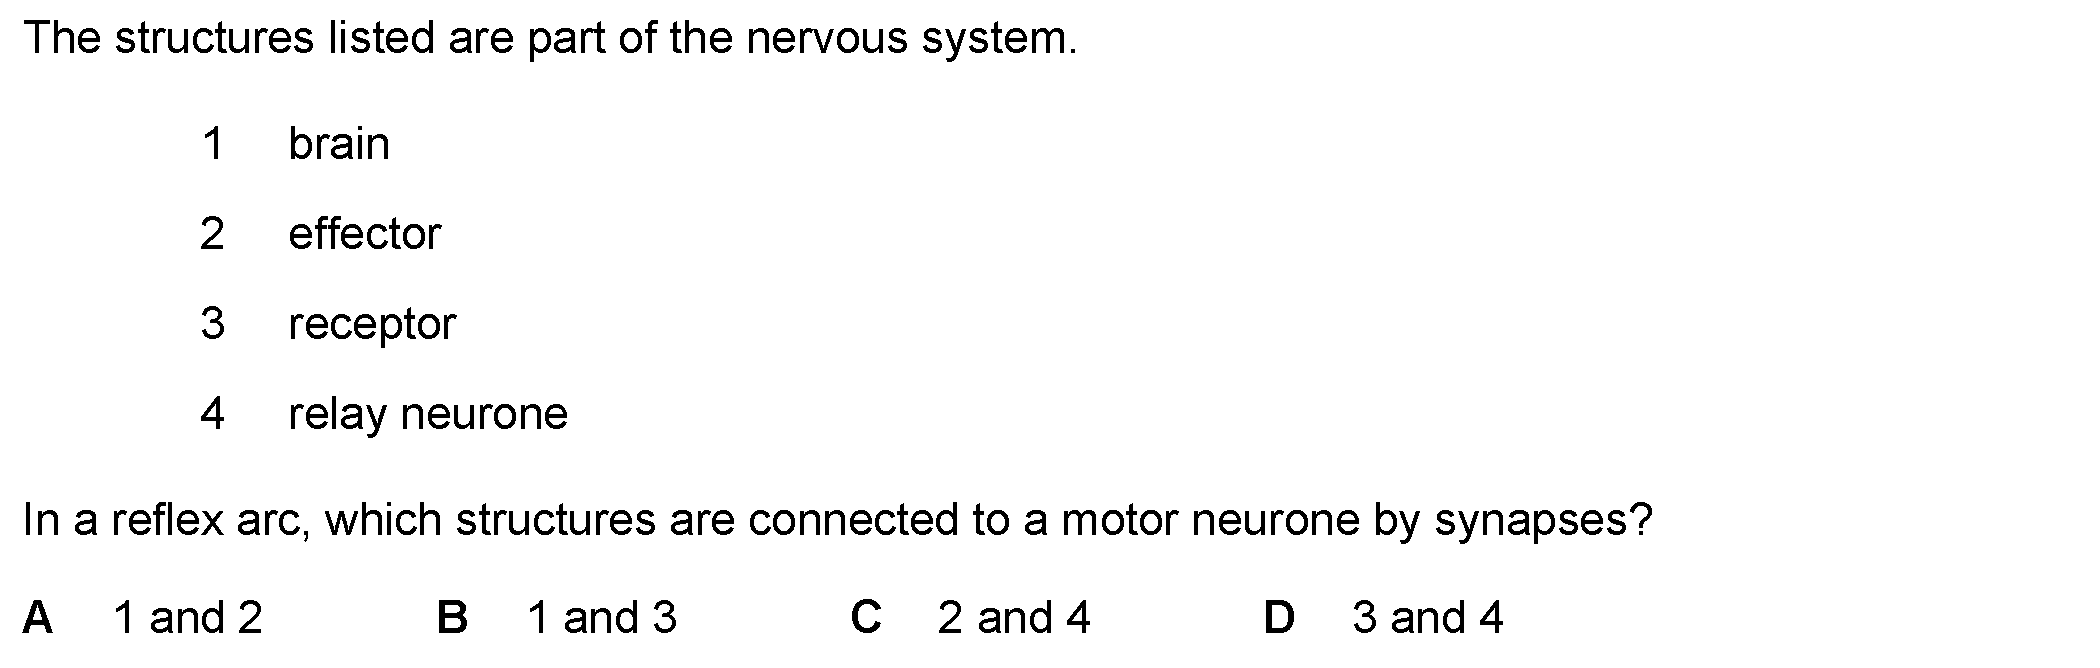 The structures listed are part of the nervous system.
1 brain
2 effector
3 receptor
4 relay neurone
In a reflex arc, which structures are connected to a motor neurone by synapses?
A 1 and 2 B 1 and 3 C 2 and 4 D 3 and 4